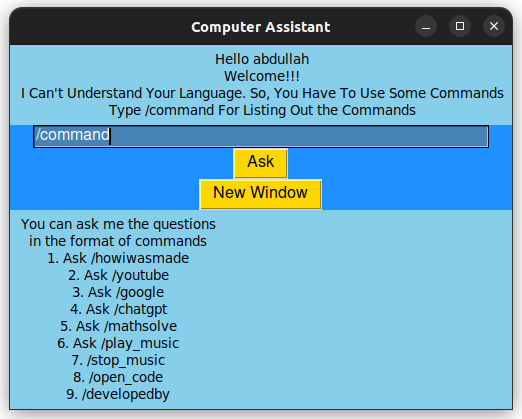 Computer Assistant
Hello abdullah
Welcome!!!
I Can't Understand Your Language. So, You Have To Use Some Commands
Type /command For Listing Out the Commands
/command
Ask
New Window
You can ask me the questions
in the format of commands
1. Ask /howiwasmade
2. Ask /youtube
3. Ask /google
4. Ask /chatgpt
5. Ask /mathsolve
6. Ask /play_music
7. /stop_music
8. /open_code
9. /developedby